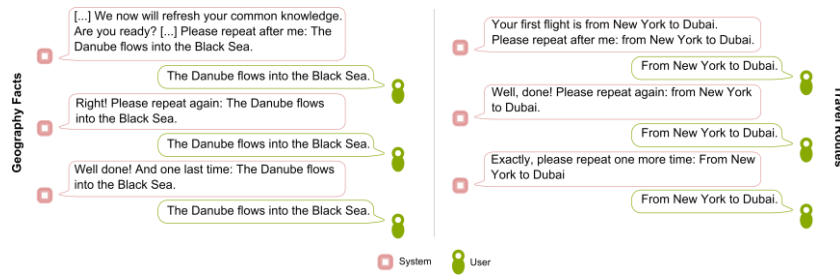 Geography Facts
[...] We now will refresh your common knowledge.
Are you ready? [...] Please repeat after me: The
Danube flows into the Black Sea.
The Danube flows into the Black Sea.
Right! Please repeat again: The Danube flows
into the Black Sea.
The Danube flows into the Black Sea.
Well done! And one last time: The Danube flows
into the Black Sea.
The Danube flows into the Black Sea.
Your first flight is from New York to Dubai.
Please repeat after me: from New York to Dubai.
From New York to Dubai.
Well, done! Please repeat again: from New York
to Dubai.
From New York to Dubai.
Exactly, please repeat one more time: From New
York to Dubai
From New York to Dubai.
Travel Routes
System
User